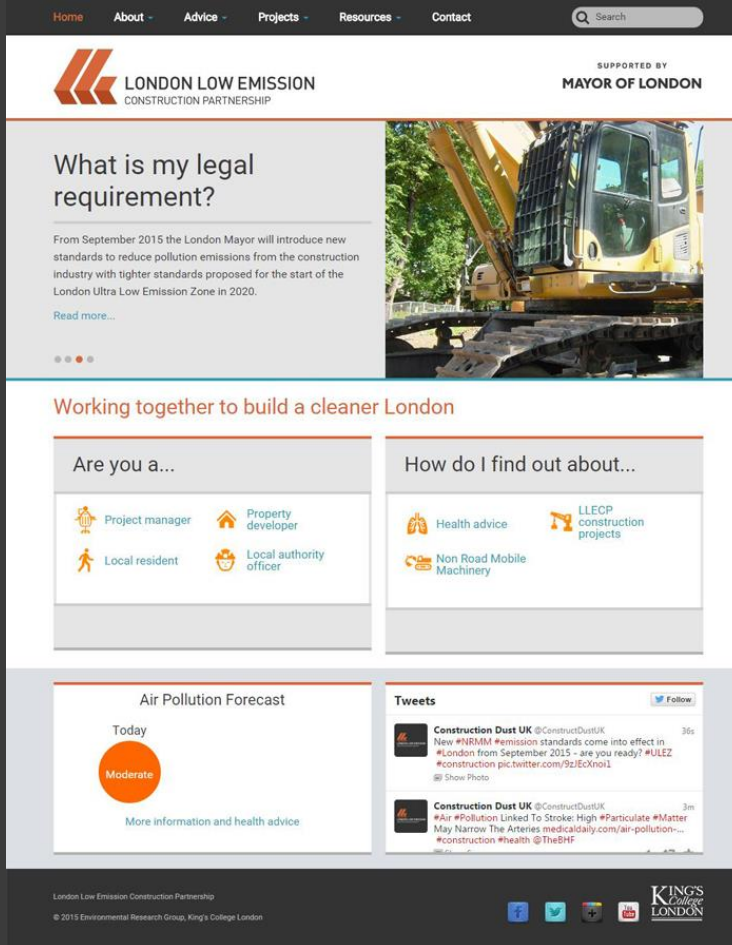 Home About Advice Projects Resources Contact Search
LONDON LOW EMISSION
CONSTRUCTION PARTNERSHIP
SUPPORTED BY
MAYOR OF LONDON
What is my legal
requirement?
From September 2015 the London Mayor will introduce new
standards to reduce pollution emissions from the construction
industry with tighter standards proposed for the start of the
London Ultra Low Emission Zone in 2020.
Read more...
Working together to build a cleaner London
Are you a...
Project manager
Property
developer
Local resident
Local authority
officer
How do I find out about...
Health advice
LLECP
construction
projects
Non Road Mobile
Machinery
Air Pollution Forecast
Today
Moderate
More information and health advice
Tweets
Follow
Construction Dust UK @ConstructDustUK 36s
New #NRMM #emission standards come into effect in
#London from September 2015 - are you ready? #ULEZ
#construction pic.twitter.com/9zJEcXnoi1
Show Photo
Construction Dust UK @ConstructDustUK 3m
#Air #Pollution Linked To Stroke: High #Particulate #Matter
May Narrow The Arteries medicaldaily.com/air-pollution-...
#construction #health @TheBHF
London Low Emission Construction Partnership
© 2015 Environmental Research Group, King's College London
You
Tube
KING'S
College
LONDON